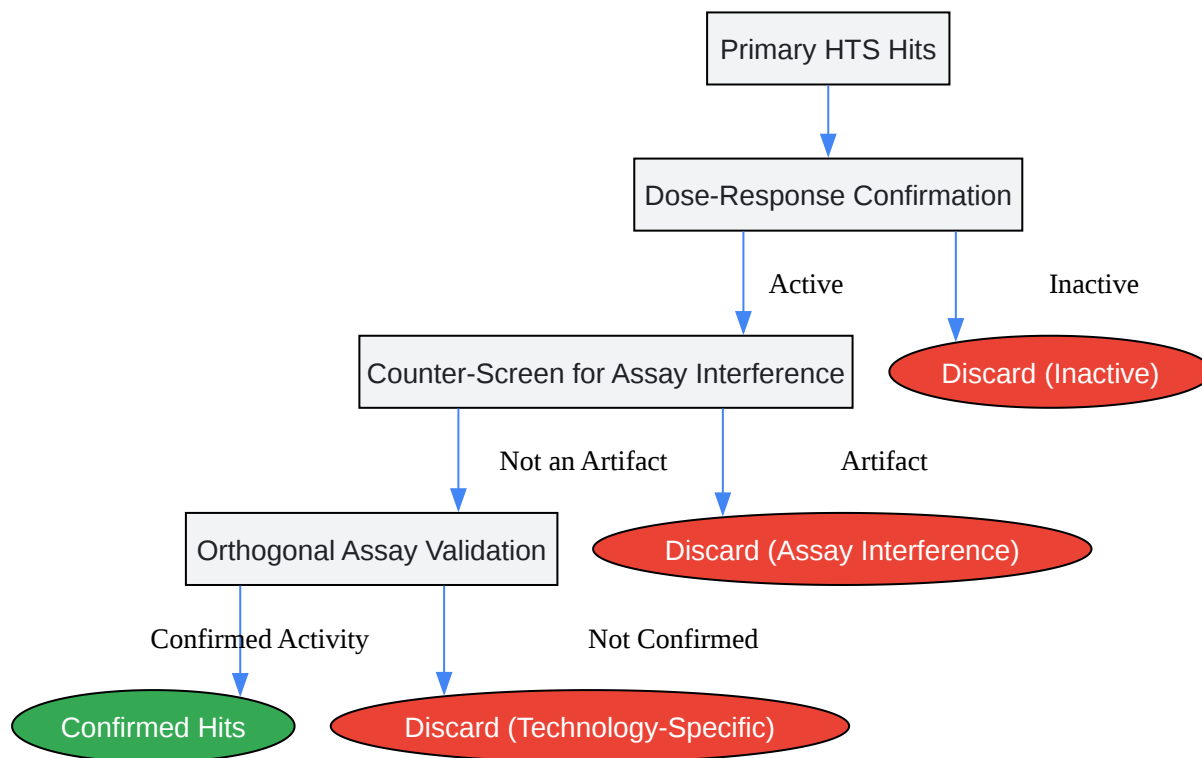 Primary HTS Hits
Dose-Response Confirmation
Active
Inactive
Counter-Screen for Assay Interference
Discard (Inactive)
Not an Artifact
Artifact
Orthogonal Assay Validation
Discard (Assay Interference)
Confirmed Activity
Not Confirmed
Confirmed Hits
Discard (Technology-Specific)